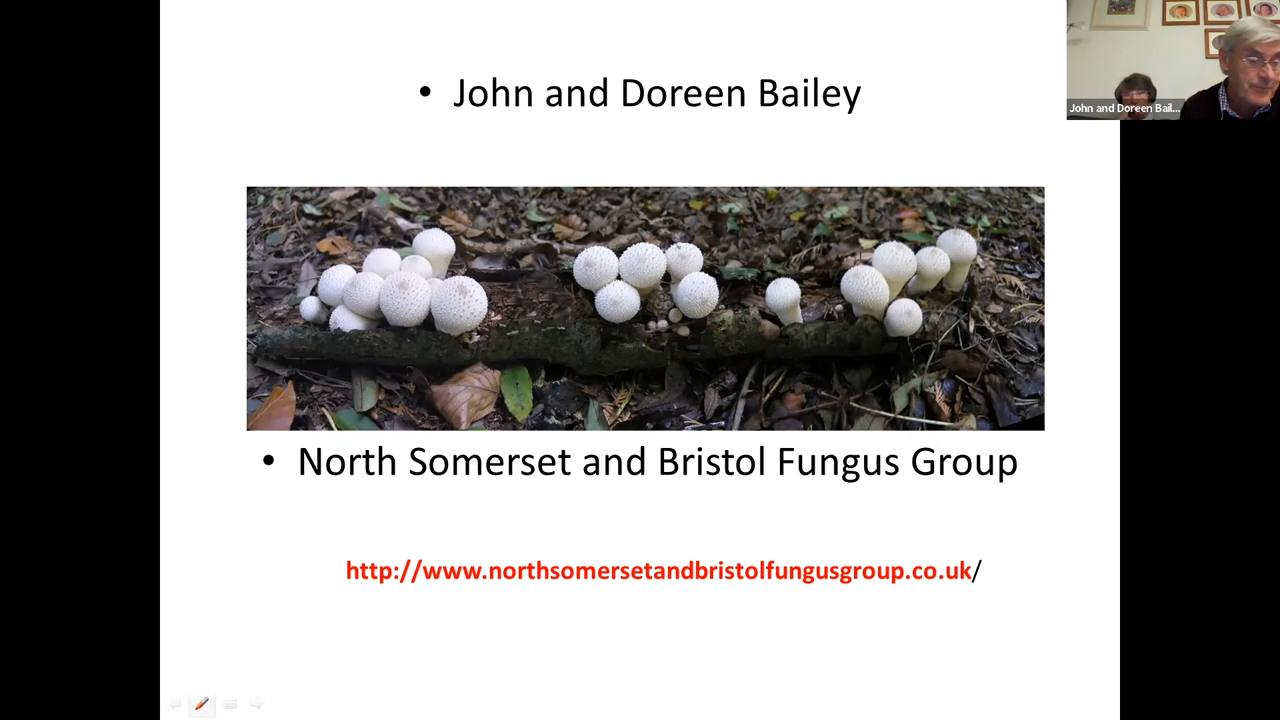 • John and Doreen Bailey
John and Doreen Bail...
• North Somerset and Bristol Fungus Group
http://www.northsomersetandbristolfungusgroup.co.uk/